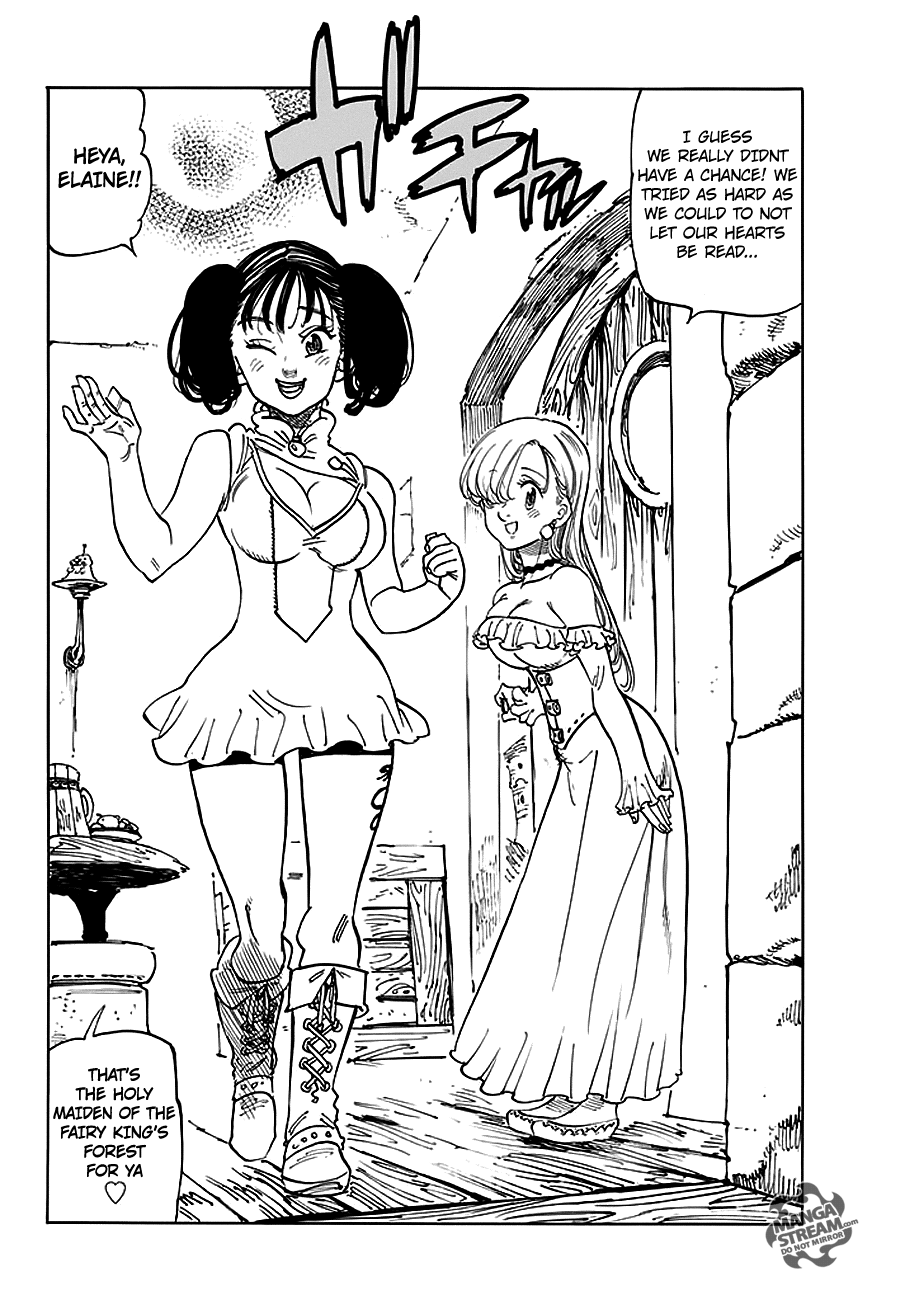 I GUESS
WE REALLY DIDNT
HAVE A CHANCE! WE
TRIED AS HARD AS
WE COULD TO NOT
LET OUR HEARTS
BE READ...
ガチャッ
HEYA,
ELAINE!!
THAT'S
THE HOLY
MAIDEN OF THE
FAIRY KING'S
FOREST
FOR YA
♡
MANGA
STREAM.com
DO NOT MIRROR